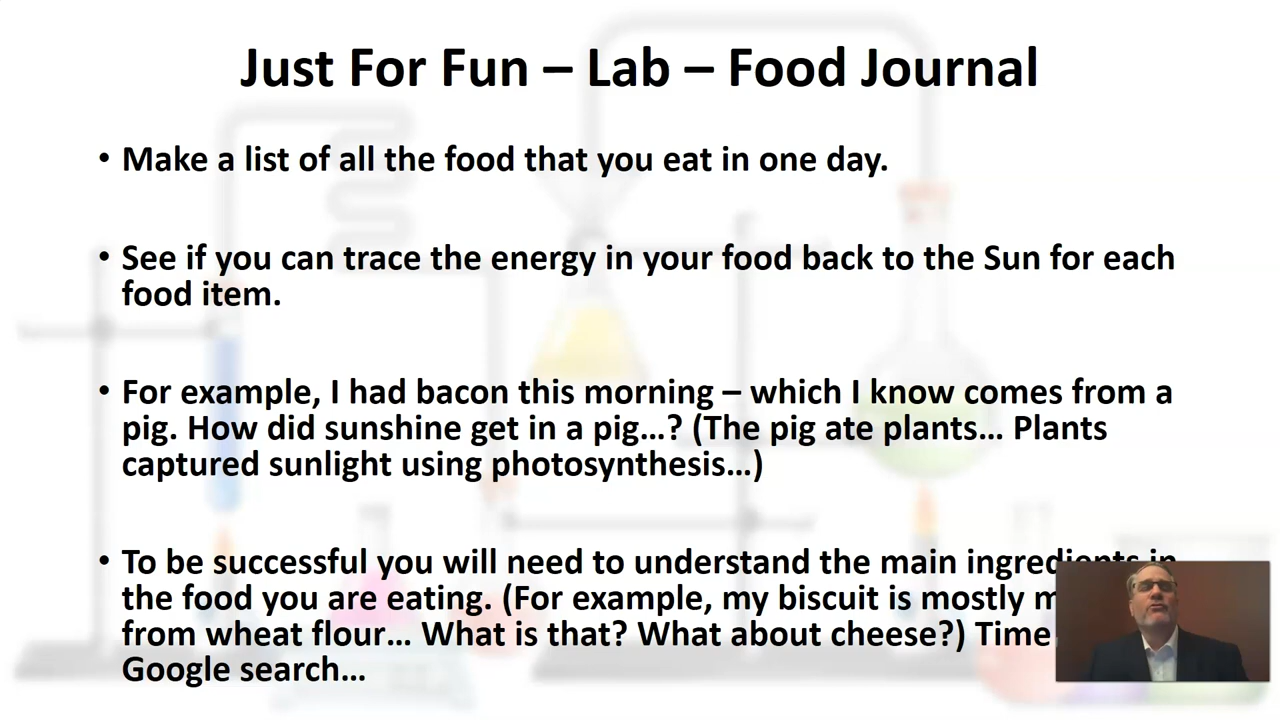 Just For Fun – Lab – Food Journal
• Make a list of all the food that you eat in one day.
• See if you can trace the energy in your food back to the Sun for each
food item.
• For example, I had bacon this morning – which I know comes from a
pig. How did sunshine get in a pig…? (The pig ate plants… Plants
captured sunlight using photosynthesis…)
• To be successful you will need to understand the main ingredients in
the food you are eating. (For example, my biscuit is mostly
from wheat flour… What is that? What about cheese?) Time
Google search…